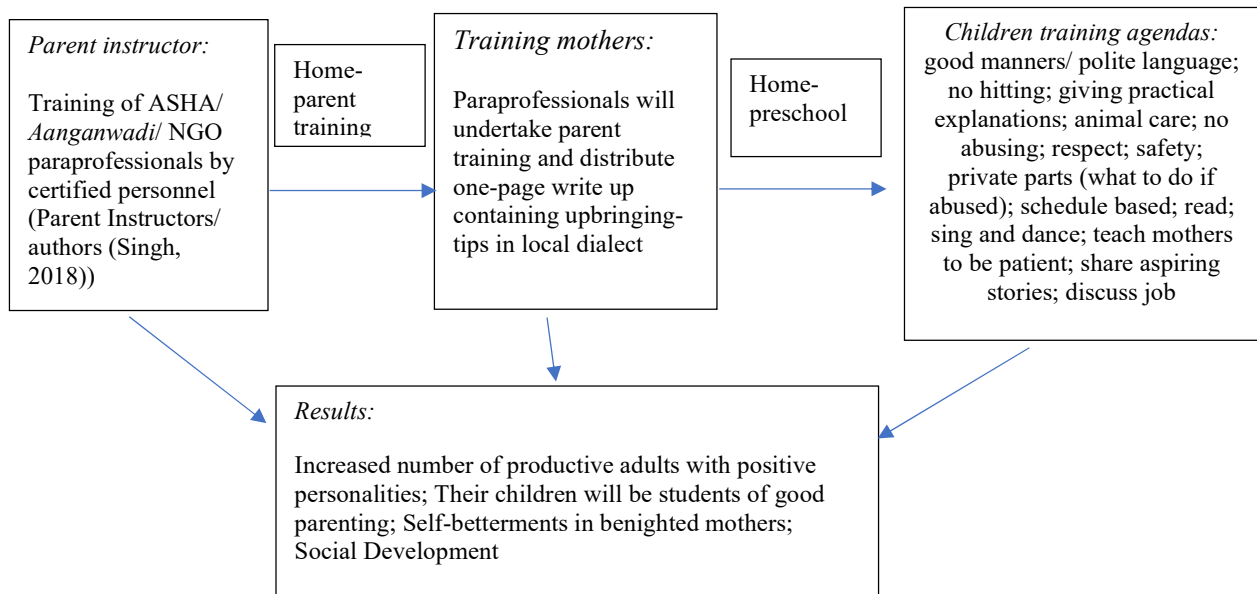 Parent instructor:
Training of ASHA/
Aanganwadi/ NGO
paraprofessionals by
certified personnel
(Parent Instructors/
authors (Singh,
2018))
Home-
parent
training
Training mothers:
Paraprofessionals will
undertake parent
training and distribute
one-page write up
containing upbringing-
tips in local dialect
Home-
preschool
Children training agendas:
good manners/ polite language;
no hitting; giving practical
explanations; animal care; no
abusing; respect; safety;
private parts (what to do if
abused); schedule based; read;
sing and dance; teach mothers
to be patient; share aspiring
stories; discuss job
Results:
Increased number of productive adults with positive
personalities; Their children will be students of good
parenting; Self-betterments in benighted mothers;
Social Development